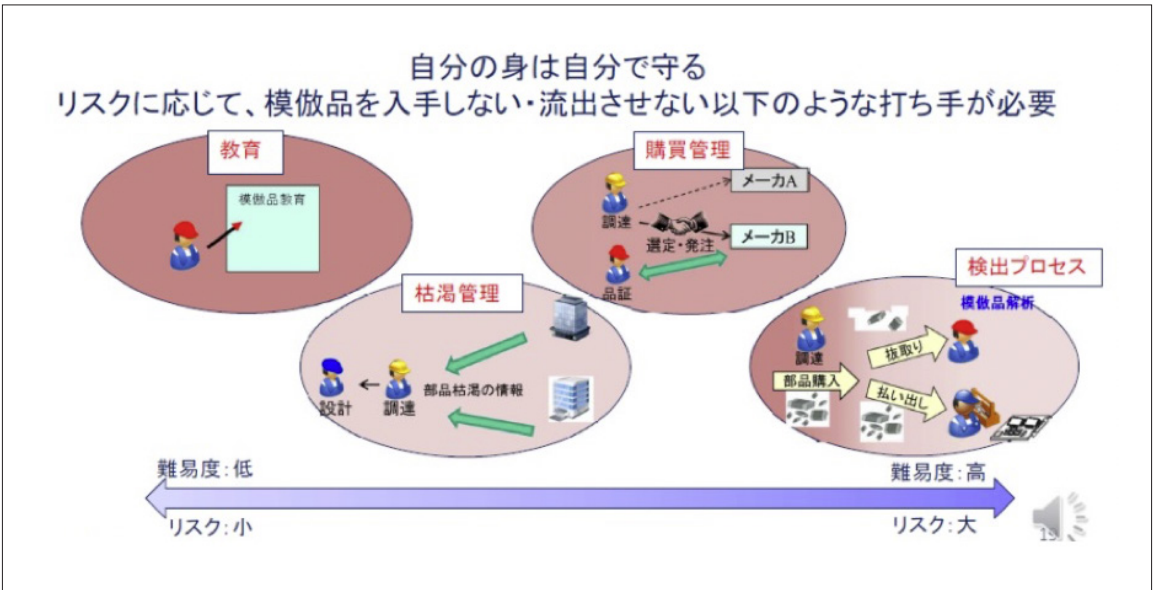 自分の身は自分で守る
リスクに応じて、模倣品を入手しない・流出させない以下のような打ち手が必要
教育
模倣品教育
購買管理
メーカA
調達
選定・発注
メーカB
品証
枯渇管理
設計
調達
部品枯渇の情報
検出プロセス
模倣品解析
調達
抜取り
部品購入
払い出し
難易度：低
難易度：高
リスク：小
リスク：大